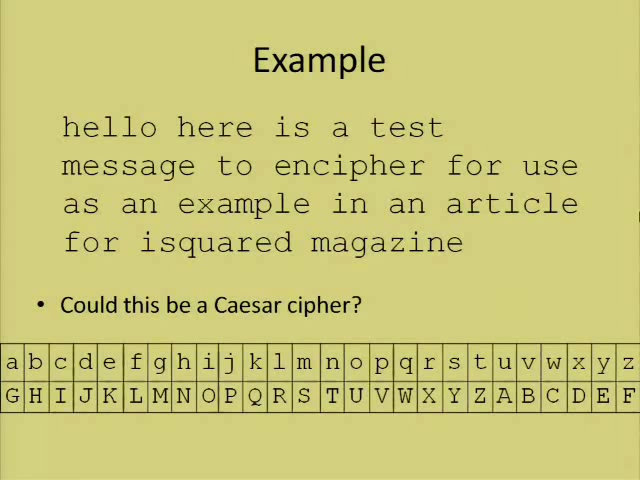 Example
hello here is a test
message to encipher for use
as an example in an article
for isquared magazine
• Could this be a Caesar cipher?
a b c d e f g h i j k l m n o p q r s t u v w x y z
G H I J K L M N O P Q R S T U V W X Y Z A B C D E F